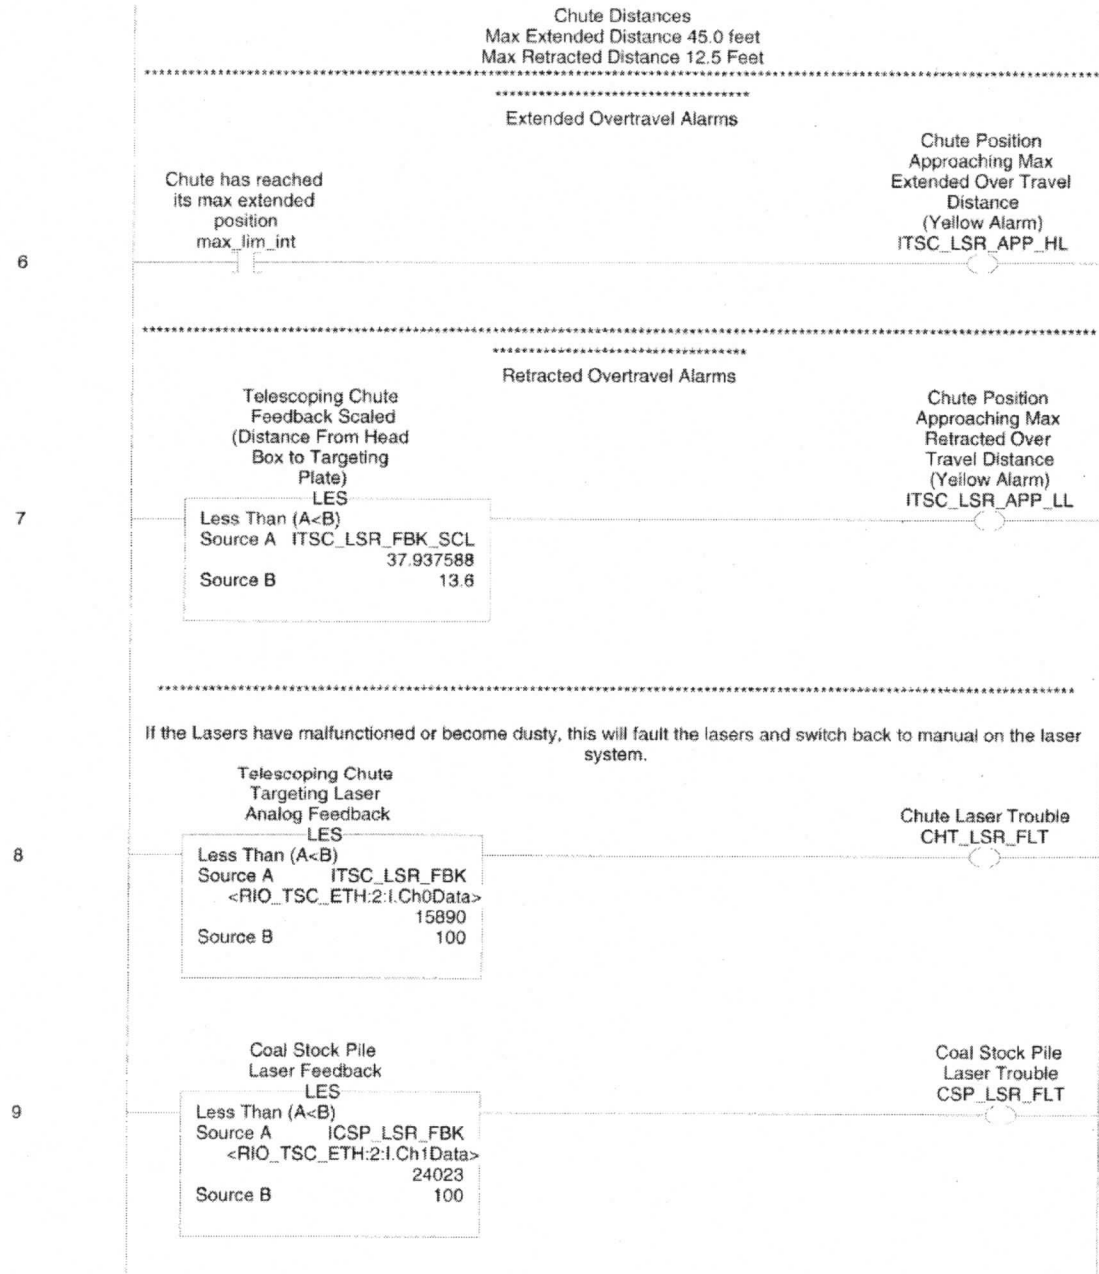 Chute Distances
Max Extended Distance 45.0 feet
Max Retracted Distance 12.5 Feet
****************************************************************************************************************************
**********************************
Extended Overtravel Alarms
Chute has reached
its max extended
position
max_lim_int
Chute Position
Approaching Max
Extended Over Travel
Distance
(Yellow Alarm)
ITSC_LSR_APP_HL
6
****************************************************************************************************************************
**********************************
Retracted Overtravel Alarms
Telescoping Chute
Feedback Scaled
(Distance From Head
Box to Targeting
Plate)
LES
Less Than (A<B)
Source A ITSC_LSR_FBK_SCL
37.937588
Source B 13.6
Chute Position
Approaching Max
Retracted Over
Travel Distance
(Yellow Alarm)
ITSC_LSR_APP_LL
7
****************************************************************************************************************************
If the Lasers have malfunctioned or become dusty, this will fault the lasers and switch back to manual on the laser
system.
Telescoping Chute
Targeting Laser
Analog Feedback
LES
Less Than (A<B)
Source A ITSC_LSR_FBK
<RIO_TSC_ETH:2:I.Ch0Data>
15890
Source B 100
Chute Laser Trouble
CHT_LSR_FLT
8
Coal Stock Pile
Laser Feedback
LES
Less Than (A<B)
Source A ICSP_LSR_FBK
<RIO_TSC_ETH:2:I.Ch1Data>
24023
Source B 100
Coal Stock Pile
Laser Trouble
CSP_LSR_FLT
9